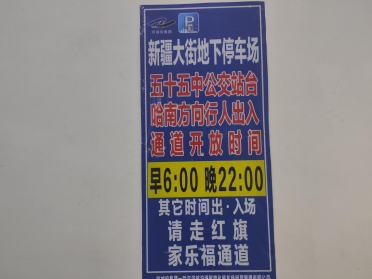 P
新疆大街地下停车场
五十五中公交站台
哈南方向行人出入
通道开放时间
早6:00 晚22:00
其它时间出·入场
请走红旗
家乐福通道